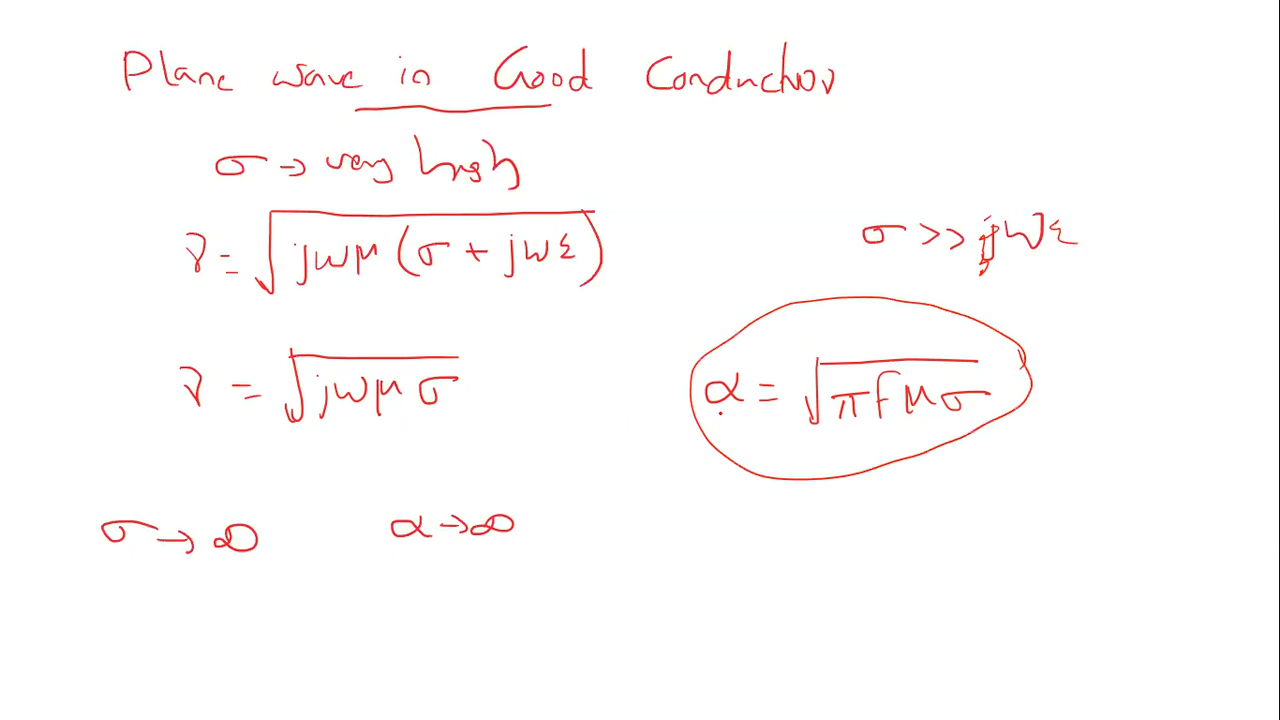 Plane wave in Good Conductor
σ → very high
γ = √jωμ (σ + jωε)
σ >> jωε
γ = √jωμσ
α = √πfμσ
σ → ∞ α → ∞